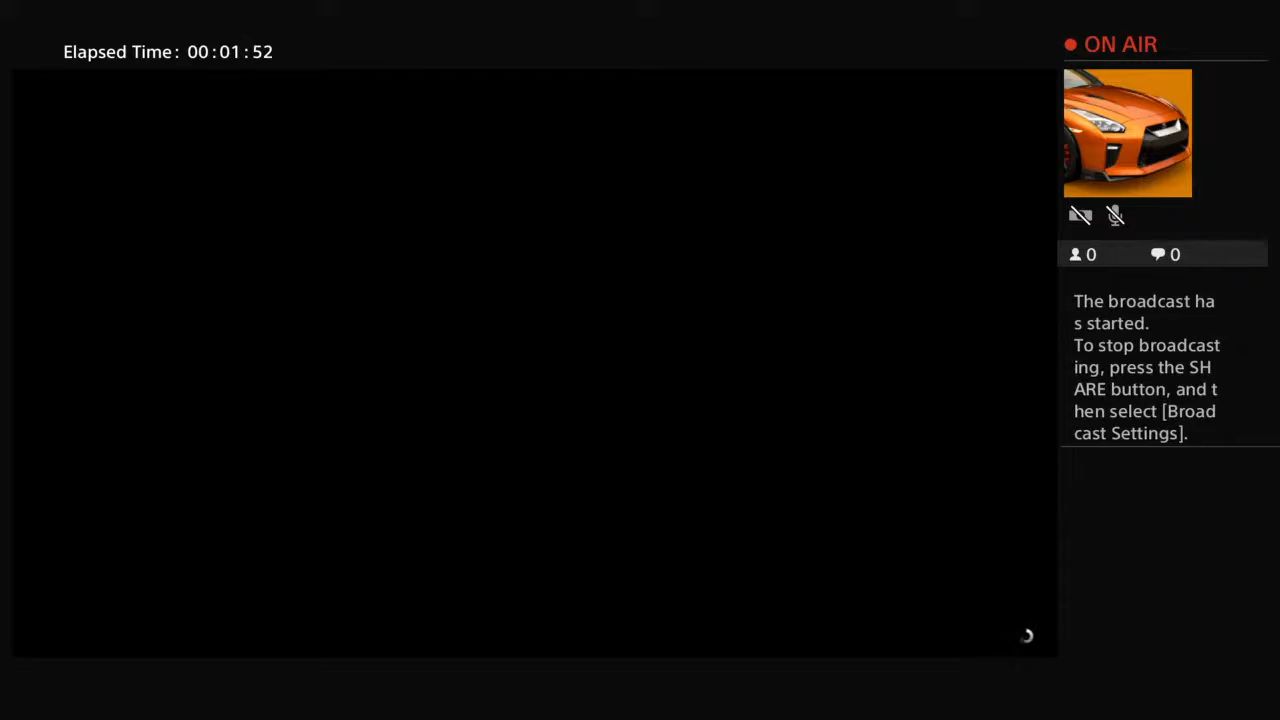 Elapsed Time: 00:01:52
ON AIR
0
0
The broadcast ha
s started.
To stop broadcast
ing, press the SH
ARE button, and t
hen select [Broad
cast Settings].